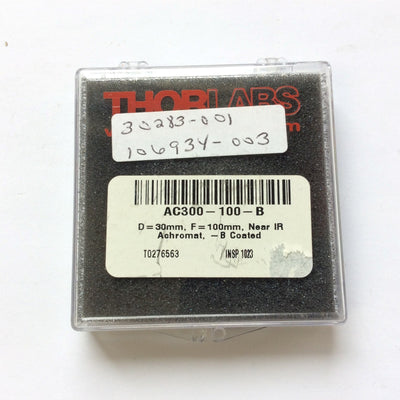 THORLABS
30283-001
106934-003
AC300-100-B
D=30mm, F=100mm, Near IR
Achromat, -B Coated
T0276563 INSP 1023